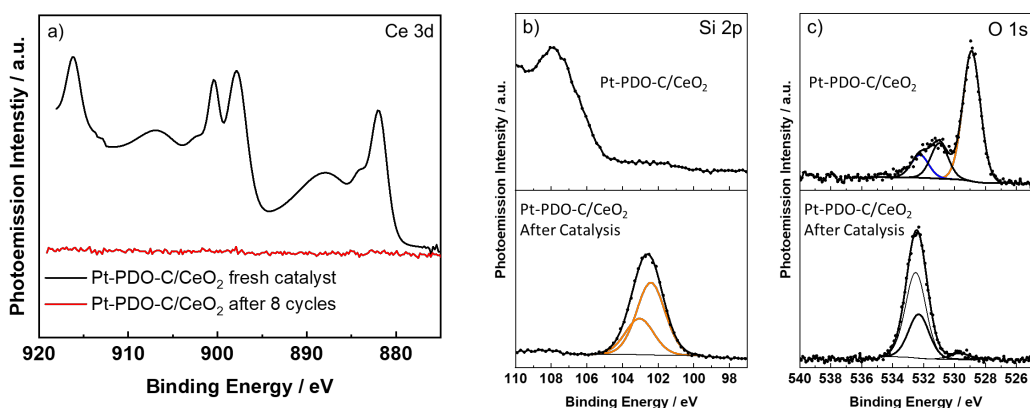 a)
Ce 3d
Photoemission Intenstiy / a.u.
Pt-PDO-C/CeO₂ fresh catalyst
Pt-PDO-C/CeO₂ after 8 cycles
920 910 900 890 880
Binding Energy / eV
b)
Si 2p
Photoemission Intensity / a.u.
Pt-PDO-C/CeO₂
Pt-PDO-C/CeO₂
After Catalysis
110 108 106 104 102 100 98
Binding Energy / eV
c)
O 1s
Photoemission Intensity / a.u.
Pt-PDO-C/CeO₂
Pt-PDO-C/CeO₂
After Catalysis
540 538 536 534 532 530 528 526
Binding Energy / eV